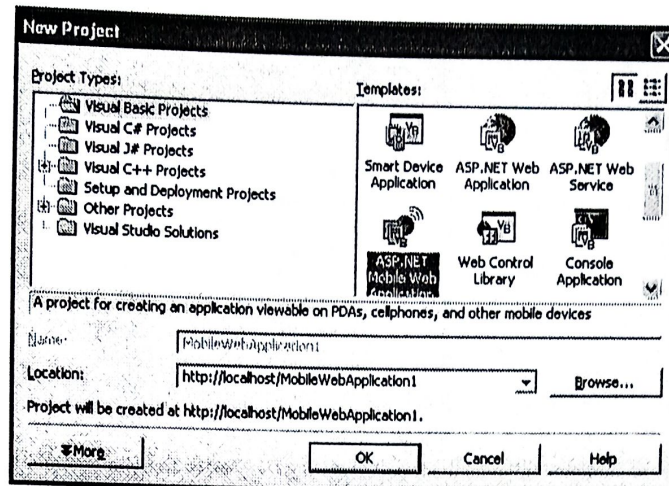 New Project
Project Types:
Templates:
Visual Basic Projects
Visual C# Projects
Visual J# Projects
Visual C++ Projects
Setup and Deployment Projects
Other Projects
Visual Studio Solutions
Smart Device Application
ASP.NET Web Application
ASP.NET Web Service
ASP.NET Mobile Web Application
Web Control Library
Console Application
A project for creating an application viewable on PDAs, cellphones, and other mobile devices
Name:
MobileWebApplication1
Location:
http://localhost/MobileWebApplication1
Browse...
Project will be created at http://localhost/MobileWebApplication1.
More
OK
Cancel
Help